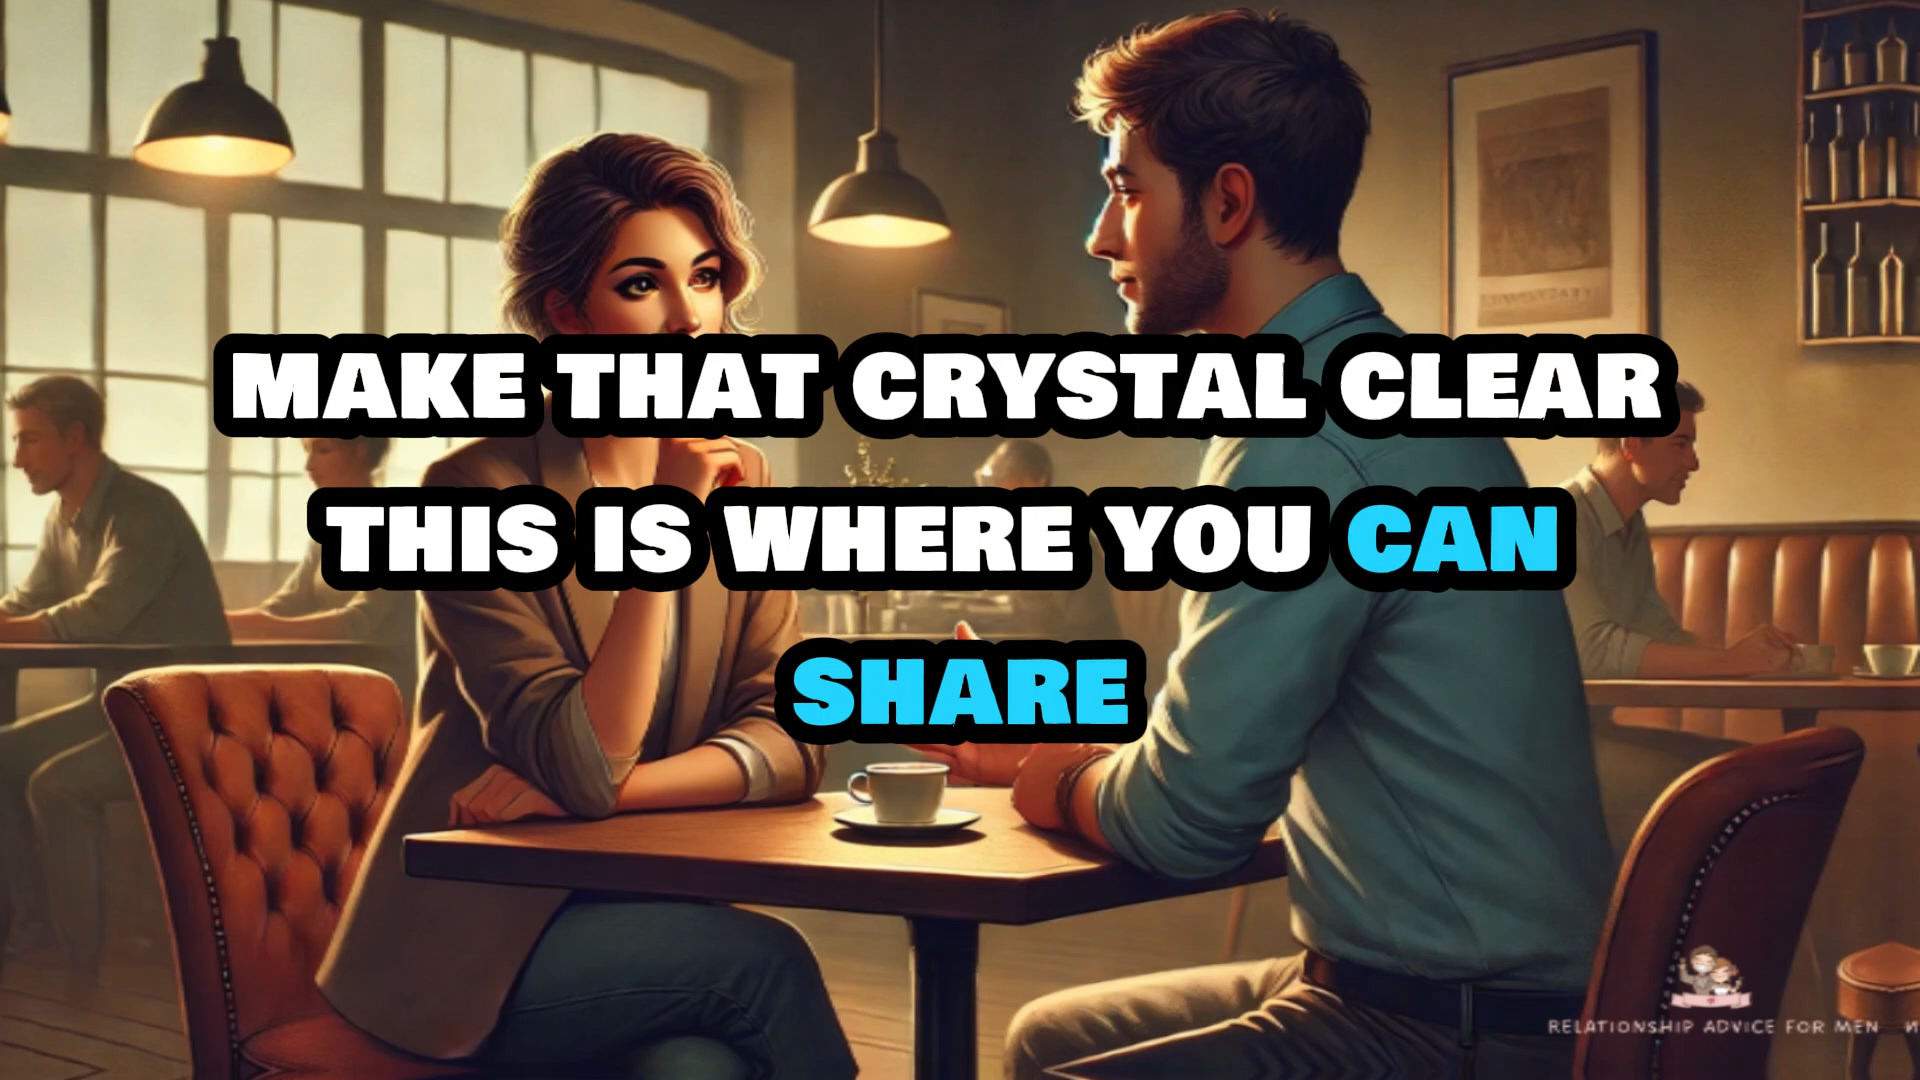 MAKE THAT CRYSTAL CLEAR
THIS IS WHERE YOU CAN
SHARE
RELATIONSHIP ADVICE FOR MEN